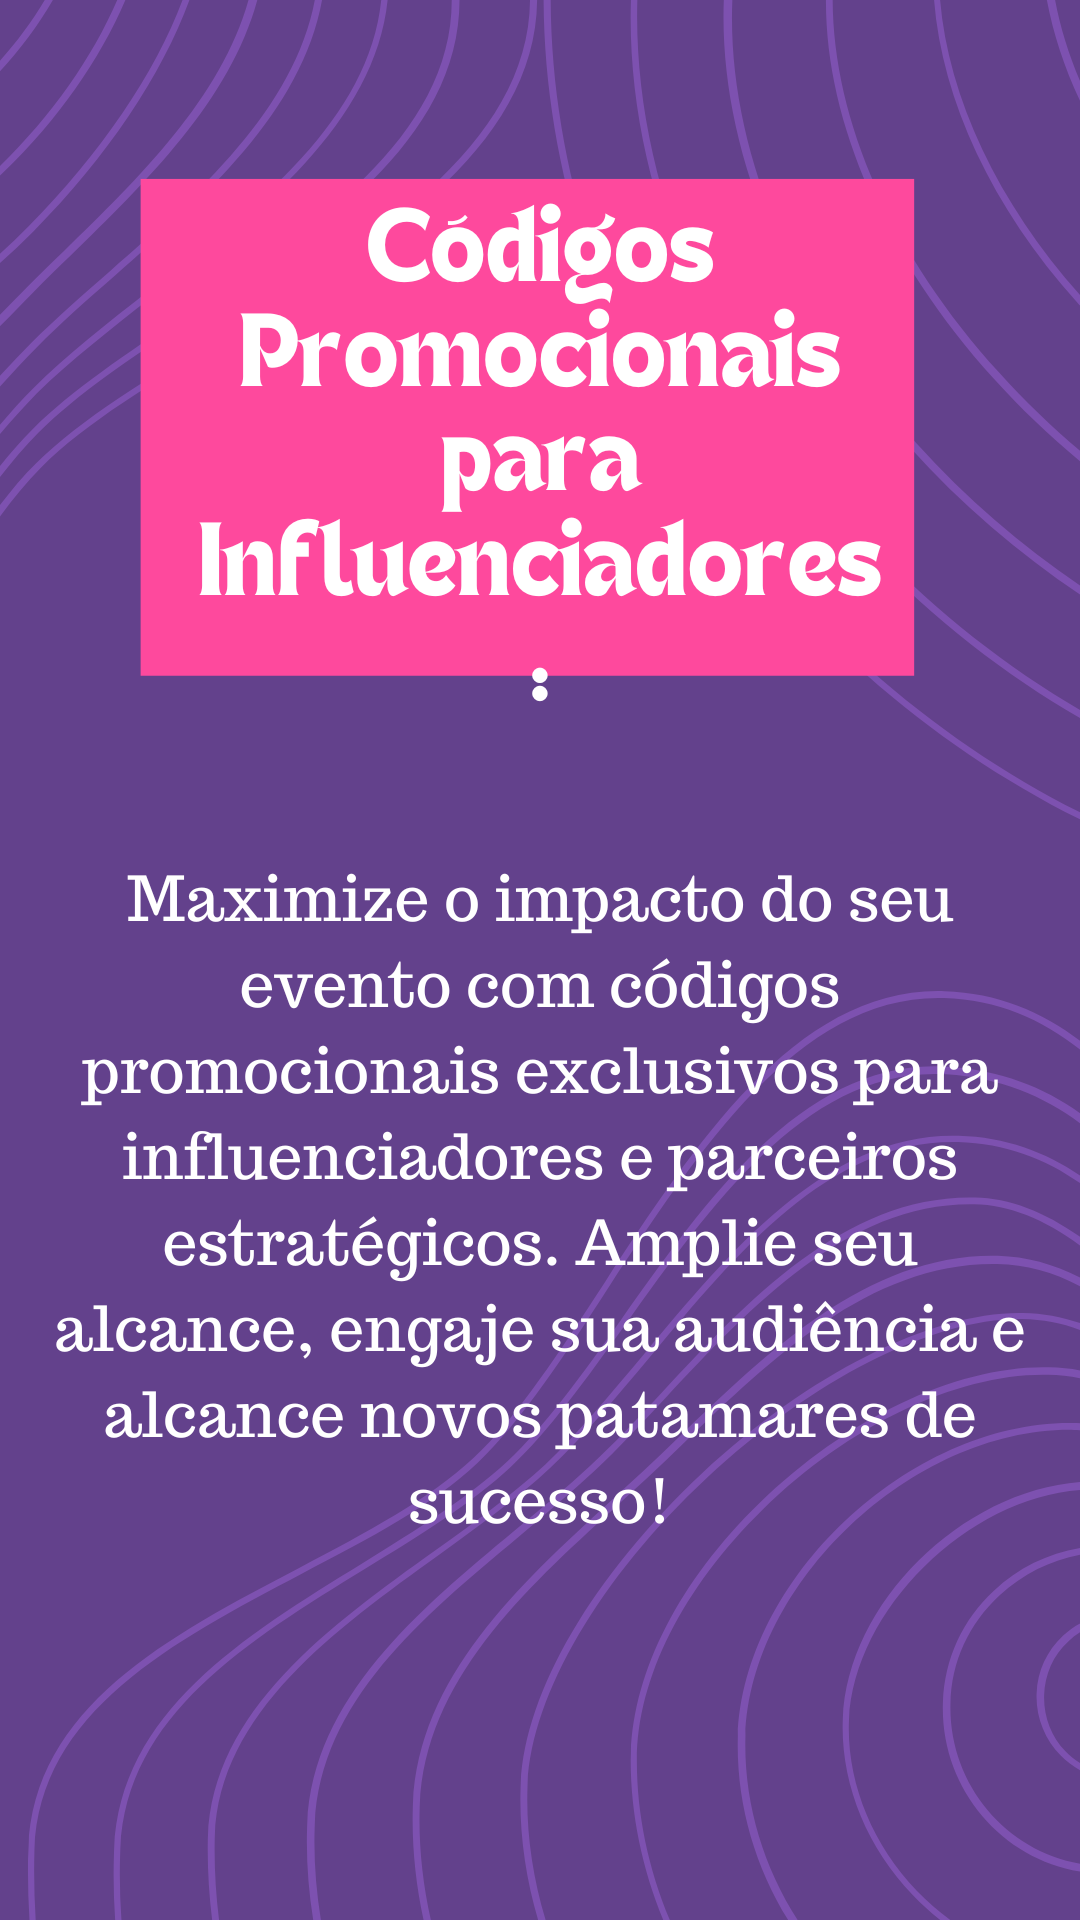 Códigos
Promocionais
para
Influenciadores
:
Maximize o impacto do seu
evento com códigos
promocionais exclusivos para
influenciadores e parceiros
estratégicos. Amplie seu
alcance, engaje sua audiência e
alcance novos patamares de
sucesso!